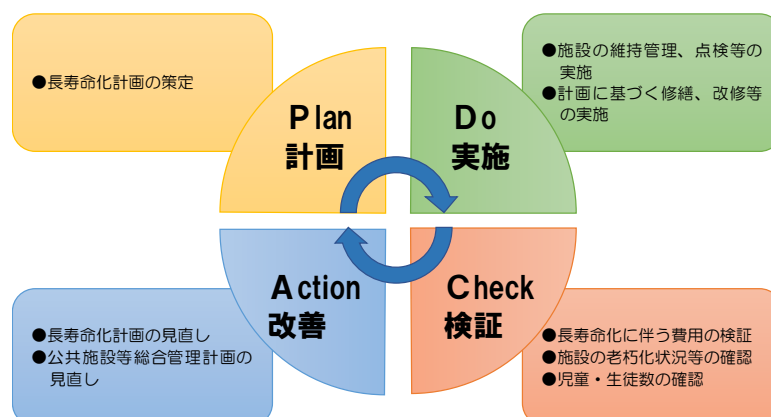 ●長寿命化計画の策定
Plan
計画
Do
実施
●施設の維持管理、点検等の
実施
●計画に基づく修繕、改修等
の実施
Action
改善
●長寿命化計画の見直し
●公共施設等総合管理計画の
見直し
Check
検証
●長寿命化に伴う費用の検証
●施設の老朽化状況等の確認
●児童・生徒数の確認